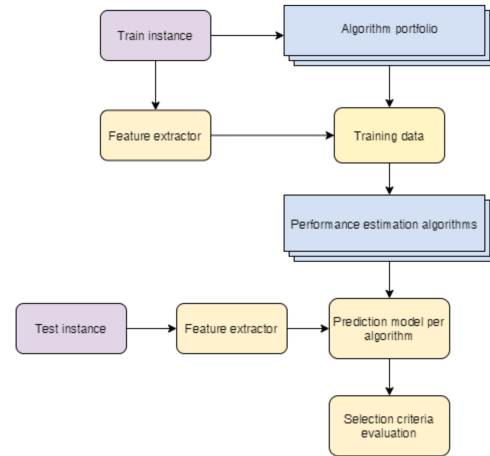 Train instance
Algorithm portfolio
Feature extractor
Training data
Performance estimation algorithms
Test instance
Feature extractor
Prediction model per
algorithm
Selection criteria
evaluation